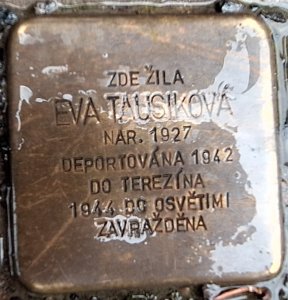 ZDE ŽILA
EVA TAUSIKOVÁ
NAR. 1927
DEPORTOVÁNA 1942
DO TEREZÍNA
1944 DO OSVĚTIMI
ZAVRAŽDĚNA